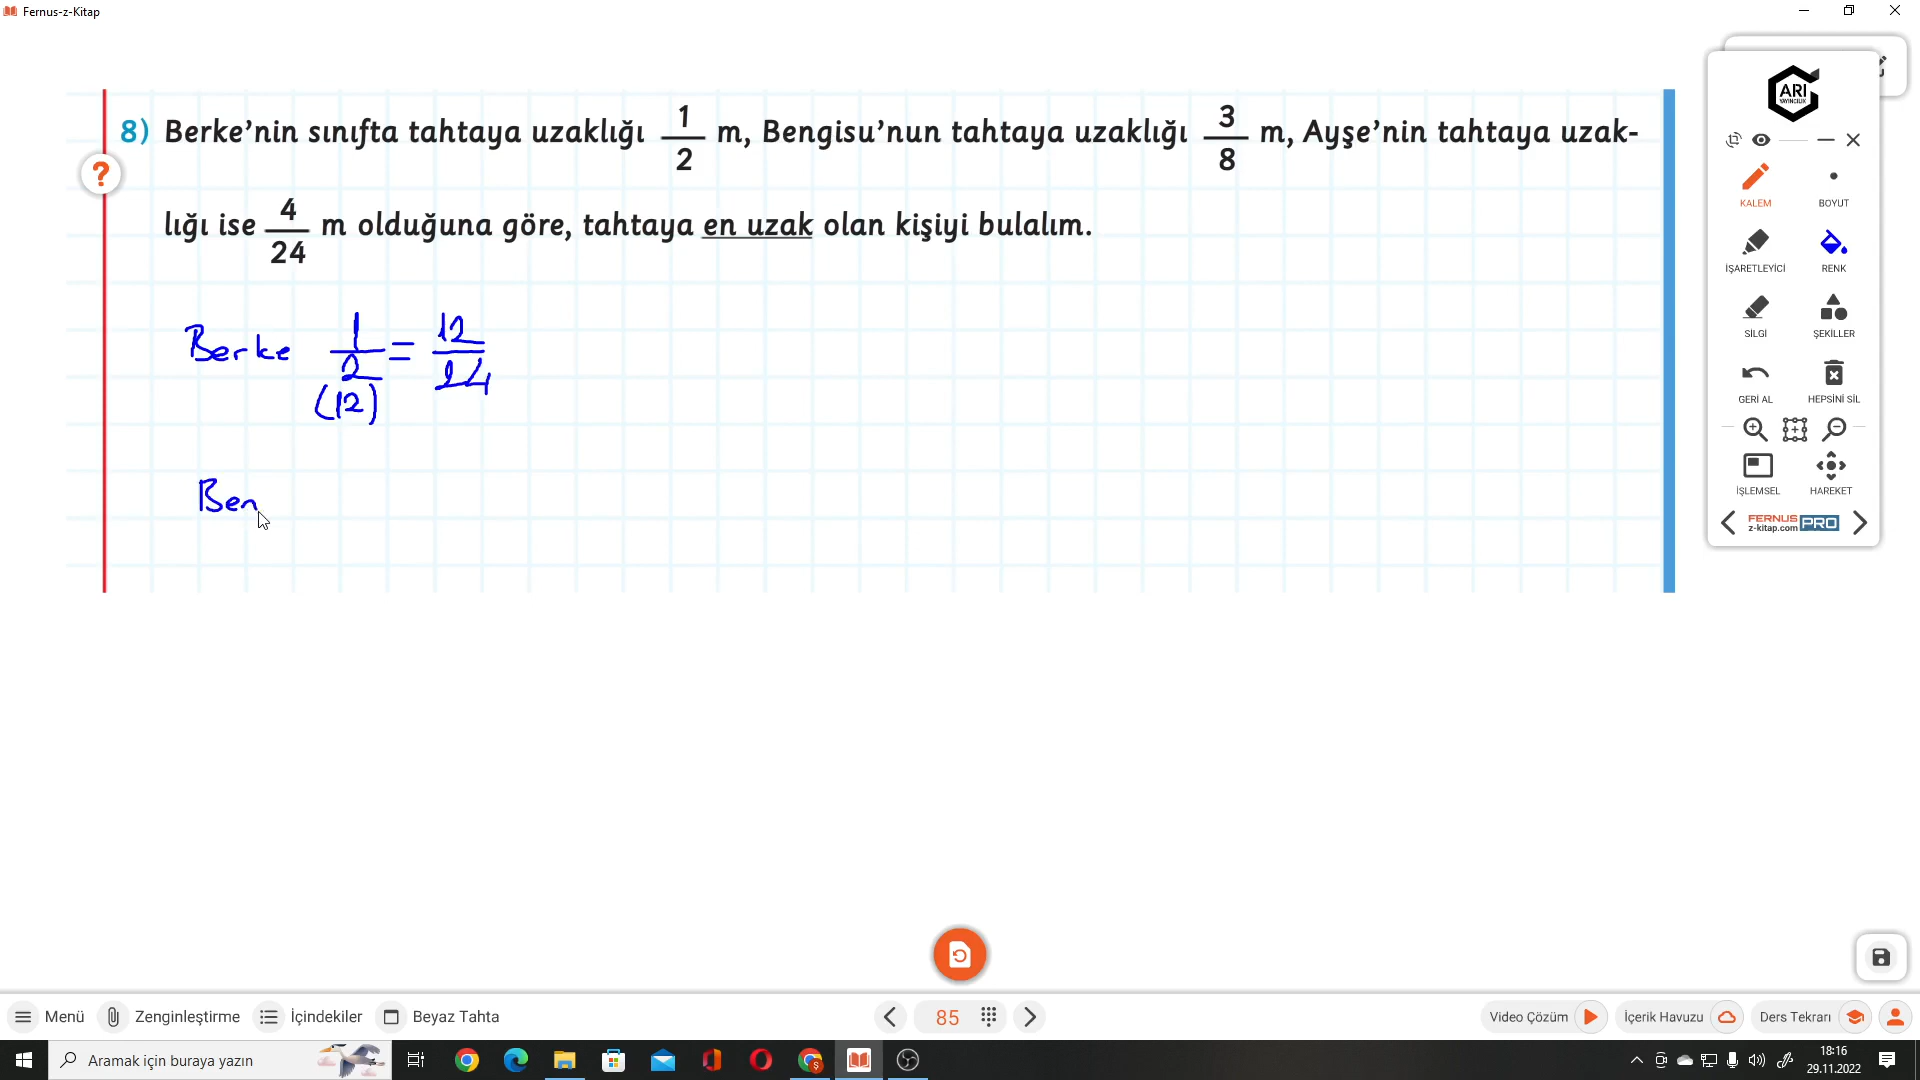 Fernus-z-Kitap
8) Berke'nin sınıfta tahtaya uzaklığı 1/2 m, Bengisu'nun tahtaya uzaklığı 3/8 m, Ayşe'nin tahtaya uzak-
lığı ise 4/24 m olduğuna göre, tahtaya en uzak olan kişiyi bulalım.
?
Berke 1/2 = 12/24
(12)
Ben
ARI
YAYINCILIK
KALEM BOYUT
İŞARETLEYİCİ RENK
SİLGİ ŞEKİLLER
GERİ AL HEPSİNİ SİL
İŞLEMSEL HAREKET
FERNUS PRO
z-kitap.com
Menü Zenginleştirme İçindekiler Beyaz Tahta 85 Video Çözüm İçerik Havuzu Ders Tekrarı
Aramak için buraya yazın
18:16
29.11.2022